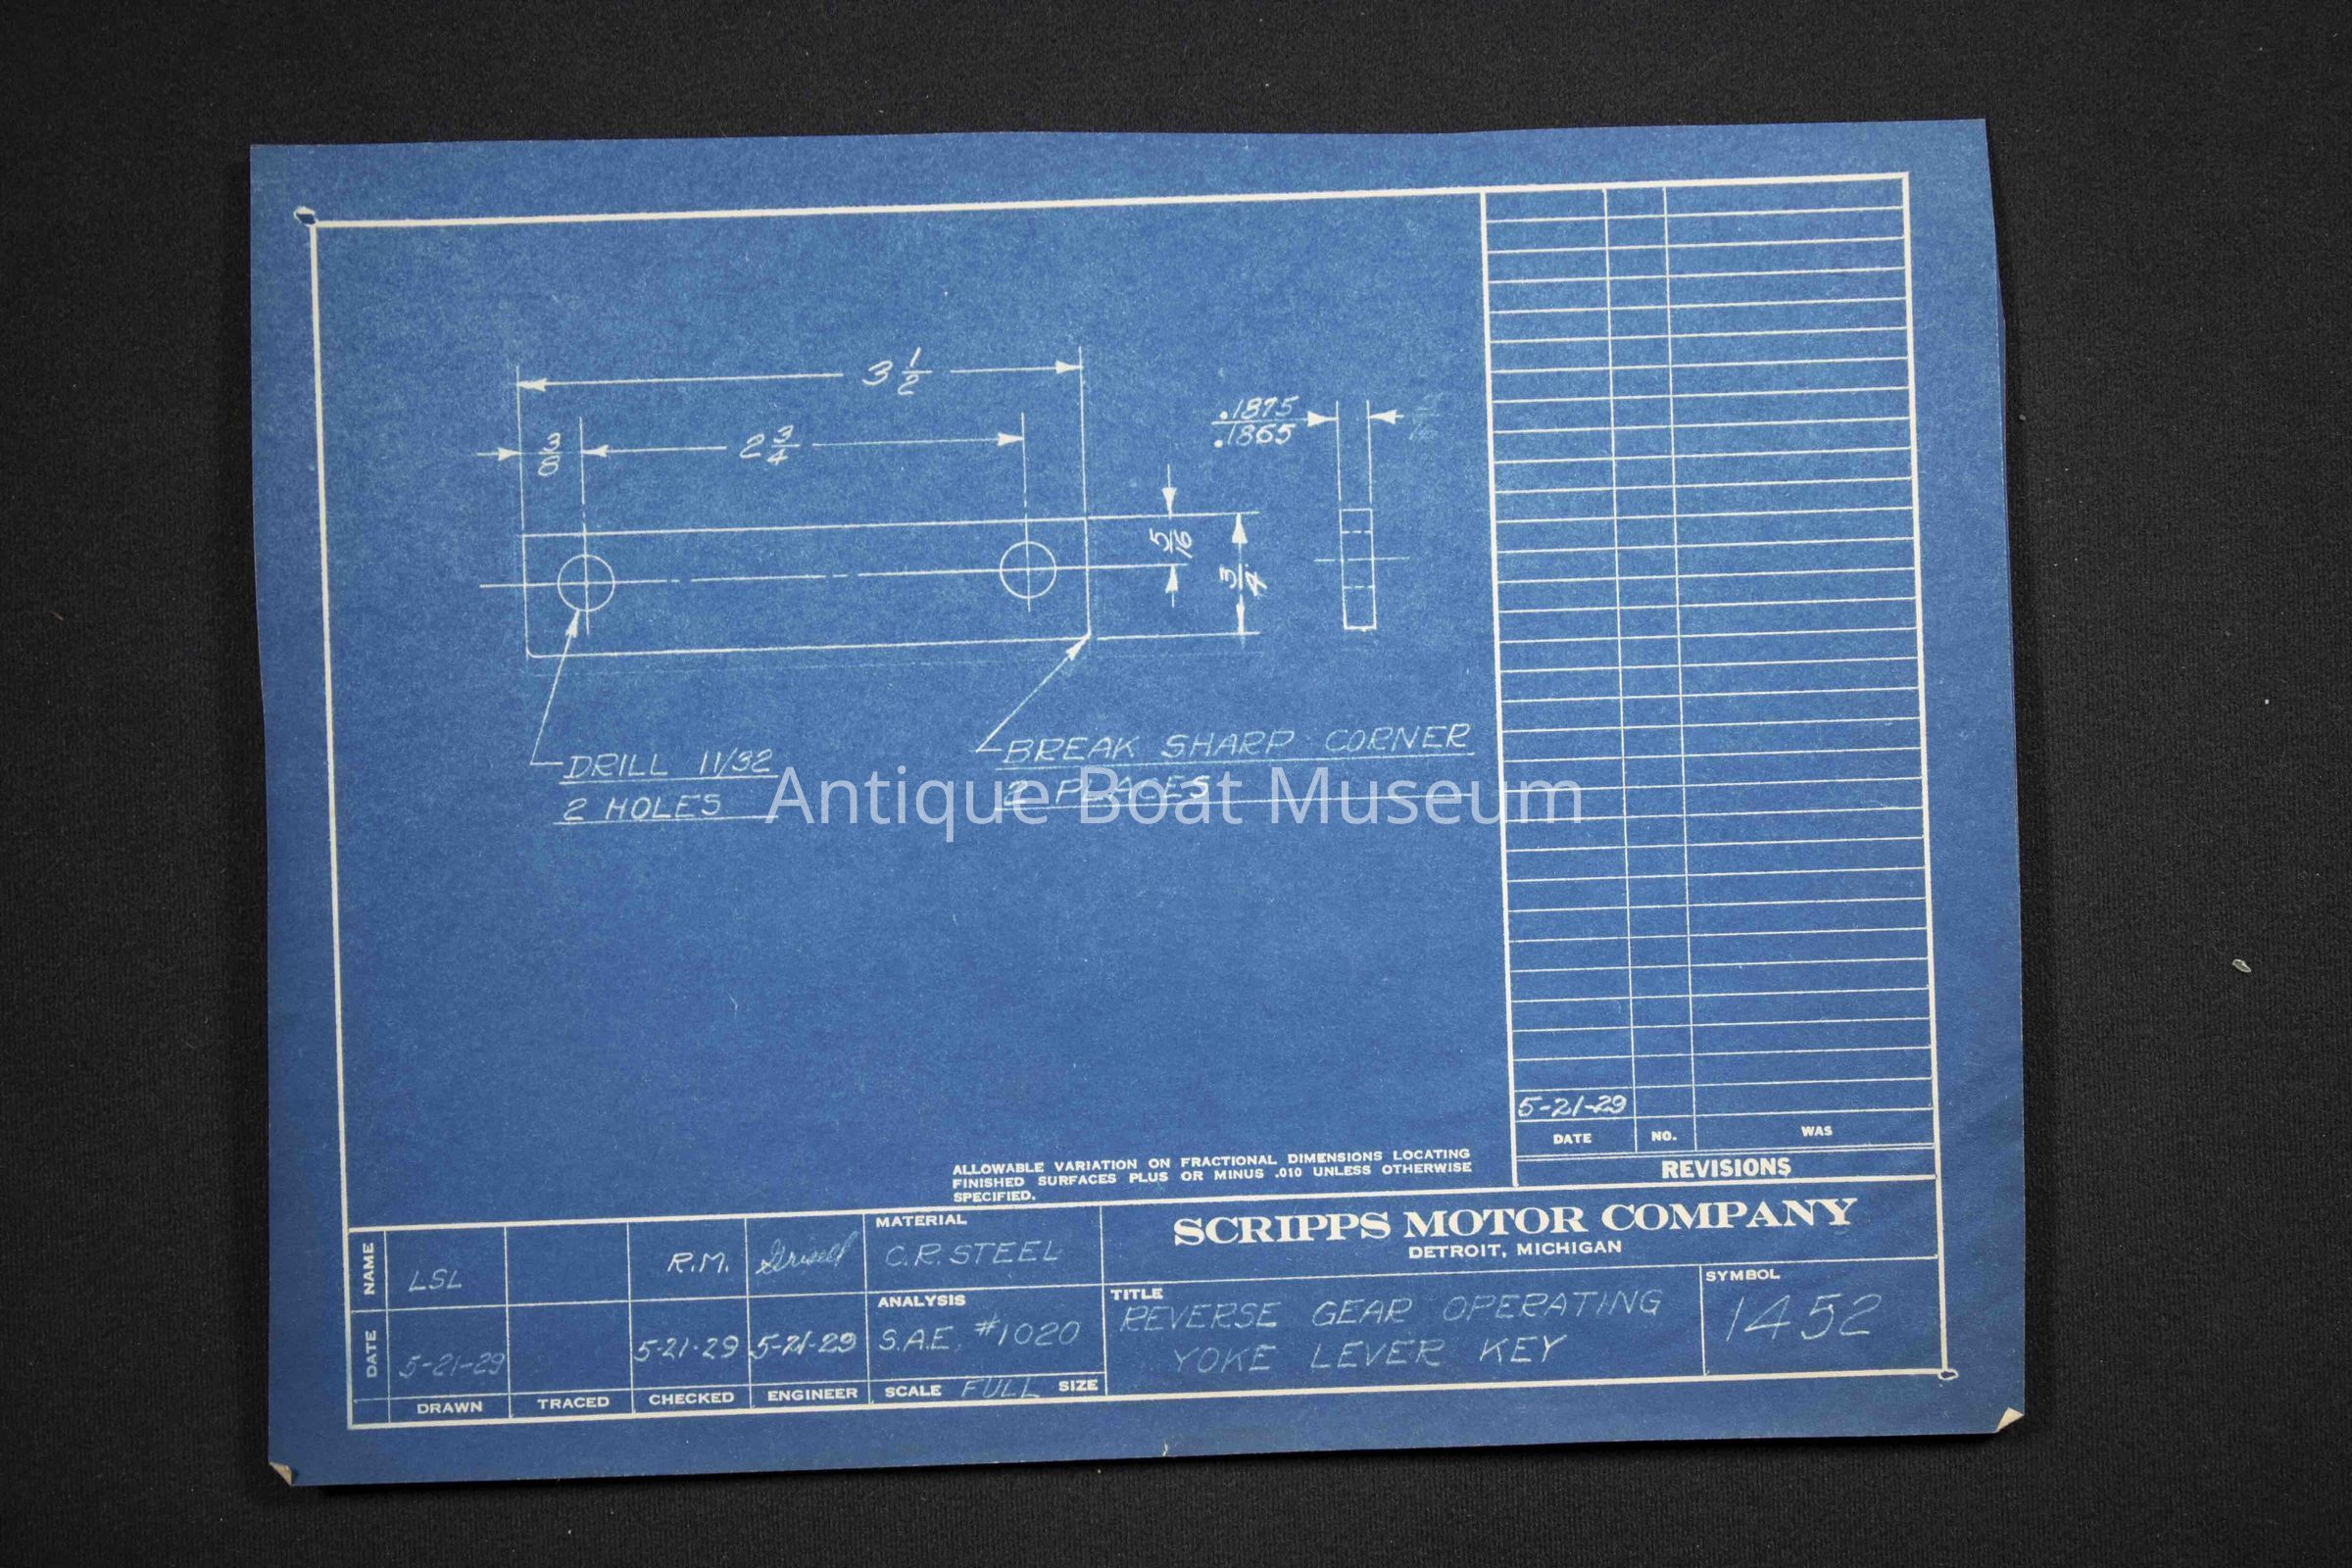 3 1/2
3/8
2 3/4
.1875
.1865
5/16
3/4
DRILL 11/32
2 HOLES
BREAK SHARP CORNER
2 PLACES
Antique Boat Museum
5-21-29
DATE NO. WAS
REVISIONS
ALLOWABLE VARIATION ON FRACTIONAL DIMENSIONS LOCATING
FINISHED SURFACES PLUS OR MINUS .010 UNLESS OTHERWISE
SPECIFIED.
SCRIPPS MOTOR COMPANY
DETROIT, MICHIGAN
NAME LSL R.M.
MATERIAL
C.R. STEEL
DATE 5-21-29 5-21-29 5-21-29
ANALYSIS
S.A.E. #1020
DRAWN TRACED CHECKED ENGINEER
SCALE FULL SIZE
TITLE
REVERSE GEAR OPERATING
YOKE LEVER KEY
SYMBOL
1452